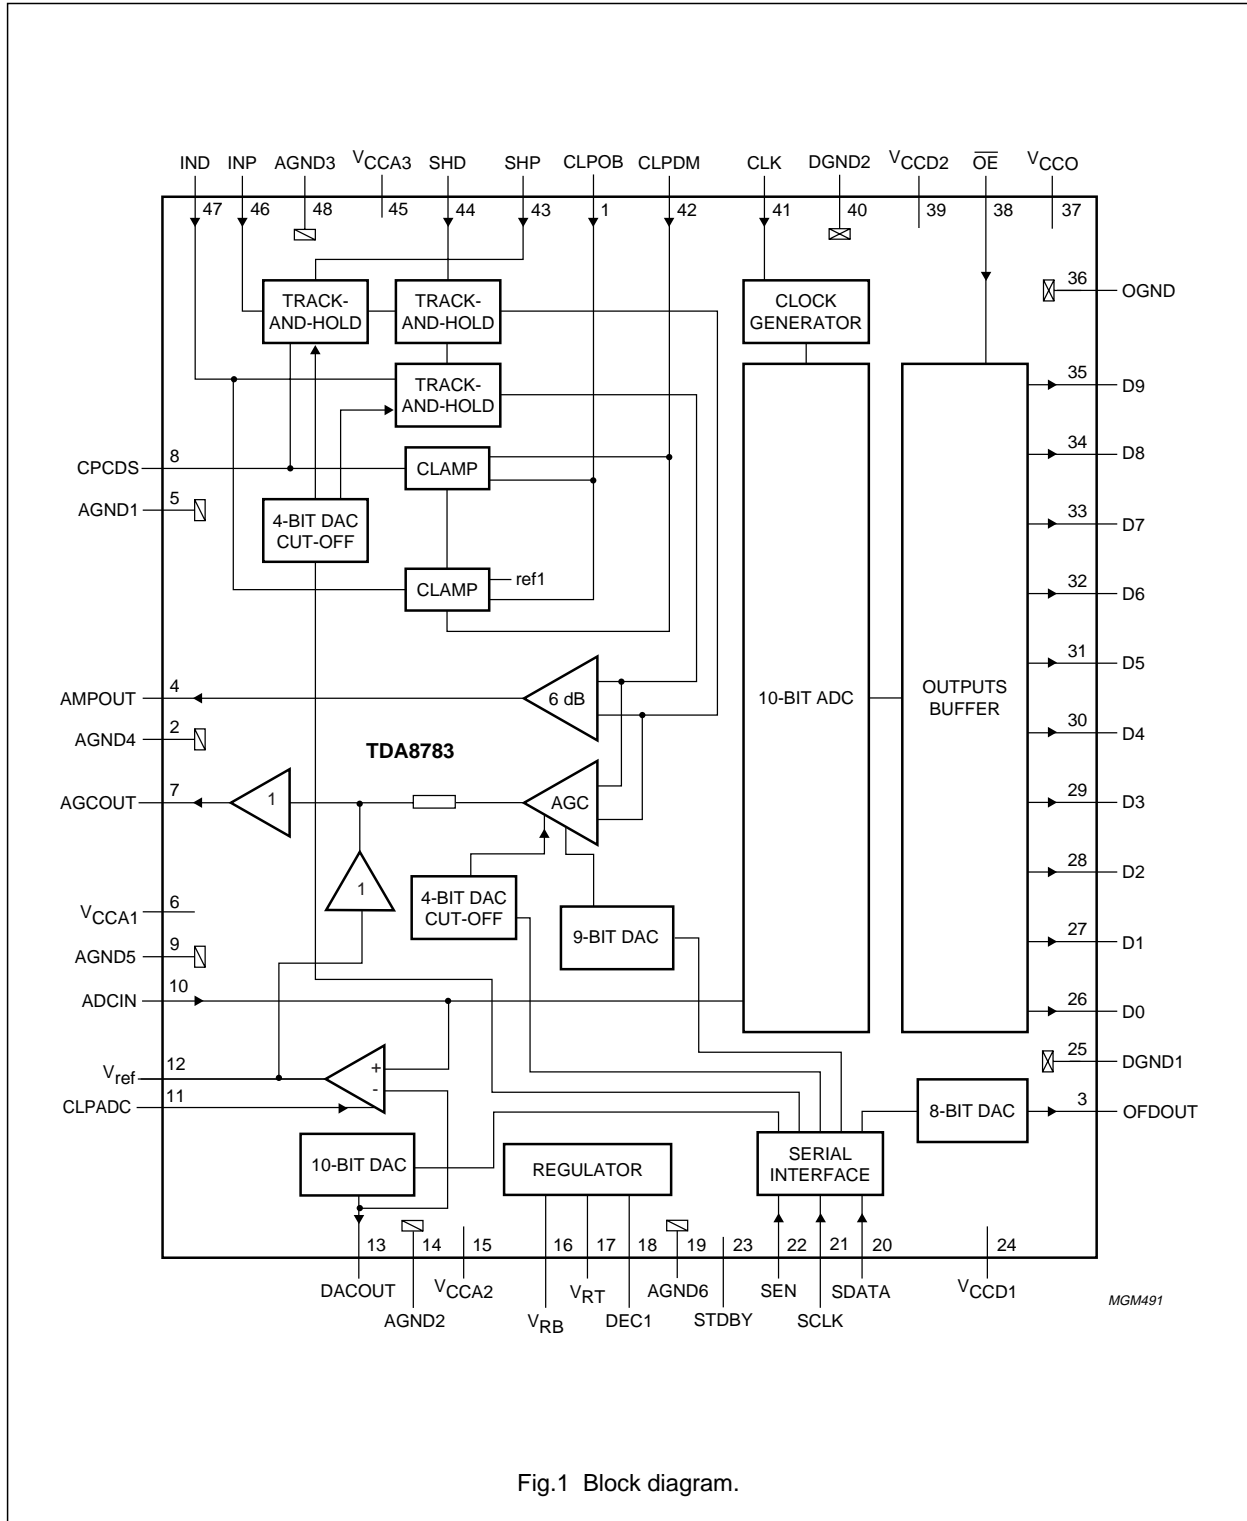 IND INP AGND3 VCCA3 SHD SHP CLPOB CLPDM CLK DGND2 VCCD2 OE VCCO
47 46 48 45 44 43 1 42 41 40 39 38 37
36 OGND
TRACK-
AND-HOLD
TRACK-
AND-HOLD
CLOCK
GENERATOR
TRACK-
AND-HOLD
35 D9
34 D8
CPCDS 8
CLAMP
AGND1 5
4-BIT DAC
CUT-OFF
33 D7
CLAMP
ref1
32 D6
31 D5
AMPOUT 4
6 dB
10-BIT ADC
OUTPUTS
BUFFER
AGND4 2
30 D4
TDA8783
AGCOUT 7
1
AGC
29 D3
1
28 D2
4-BIT DAC
CUT-OFF
VCCA1 6
9-BIT DAC
27 D1
AGND5 9
ADCIN 10
26 D0
Vref 12
+
-
25 DGND1
CLPADC 11
8-BIT DAC
3 OFDOUT
10-BIT DAC
REGULATOR
SERIAL
INTERFACE
13 14 15 16 17 18 19 23 22 21 20 24
DACOUT VCCA2 VRT AGND6 SEN SDATA VCCD1
AGND2 VRB DEC1 STDBY SCLK
MGM491
Fig.1 Block diagram.